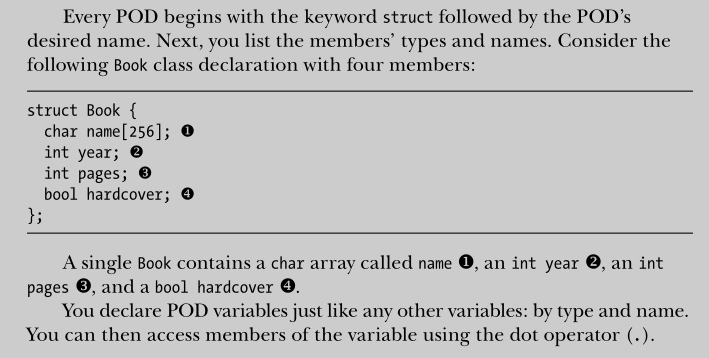 Every POD begins with the keyword struct followed by the POD’s
desired name. Next, you list the members’ types and names. Consider the
following Book class declaration with four members:
struct Book {
char name[256]; ❶
int year; ❷
int pages; ❸
bool hardcover; ❹
};
A single Book contains a char array called name ❶, an int year ❷, an int
pages ❸, and a bool hardcover ❹.
You declare POD variables just like any other variables: by type and name.
You can then access members of the variable using the dot operator (.).